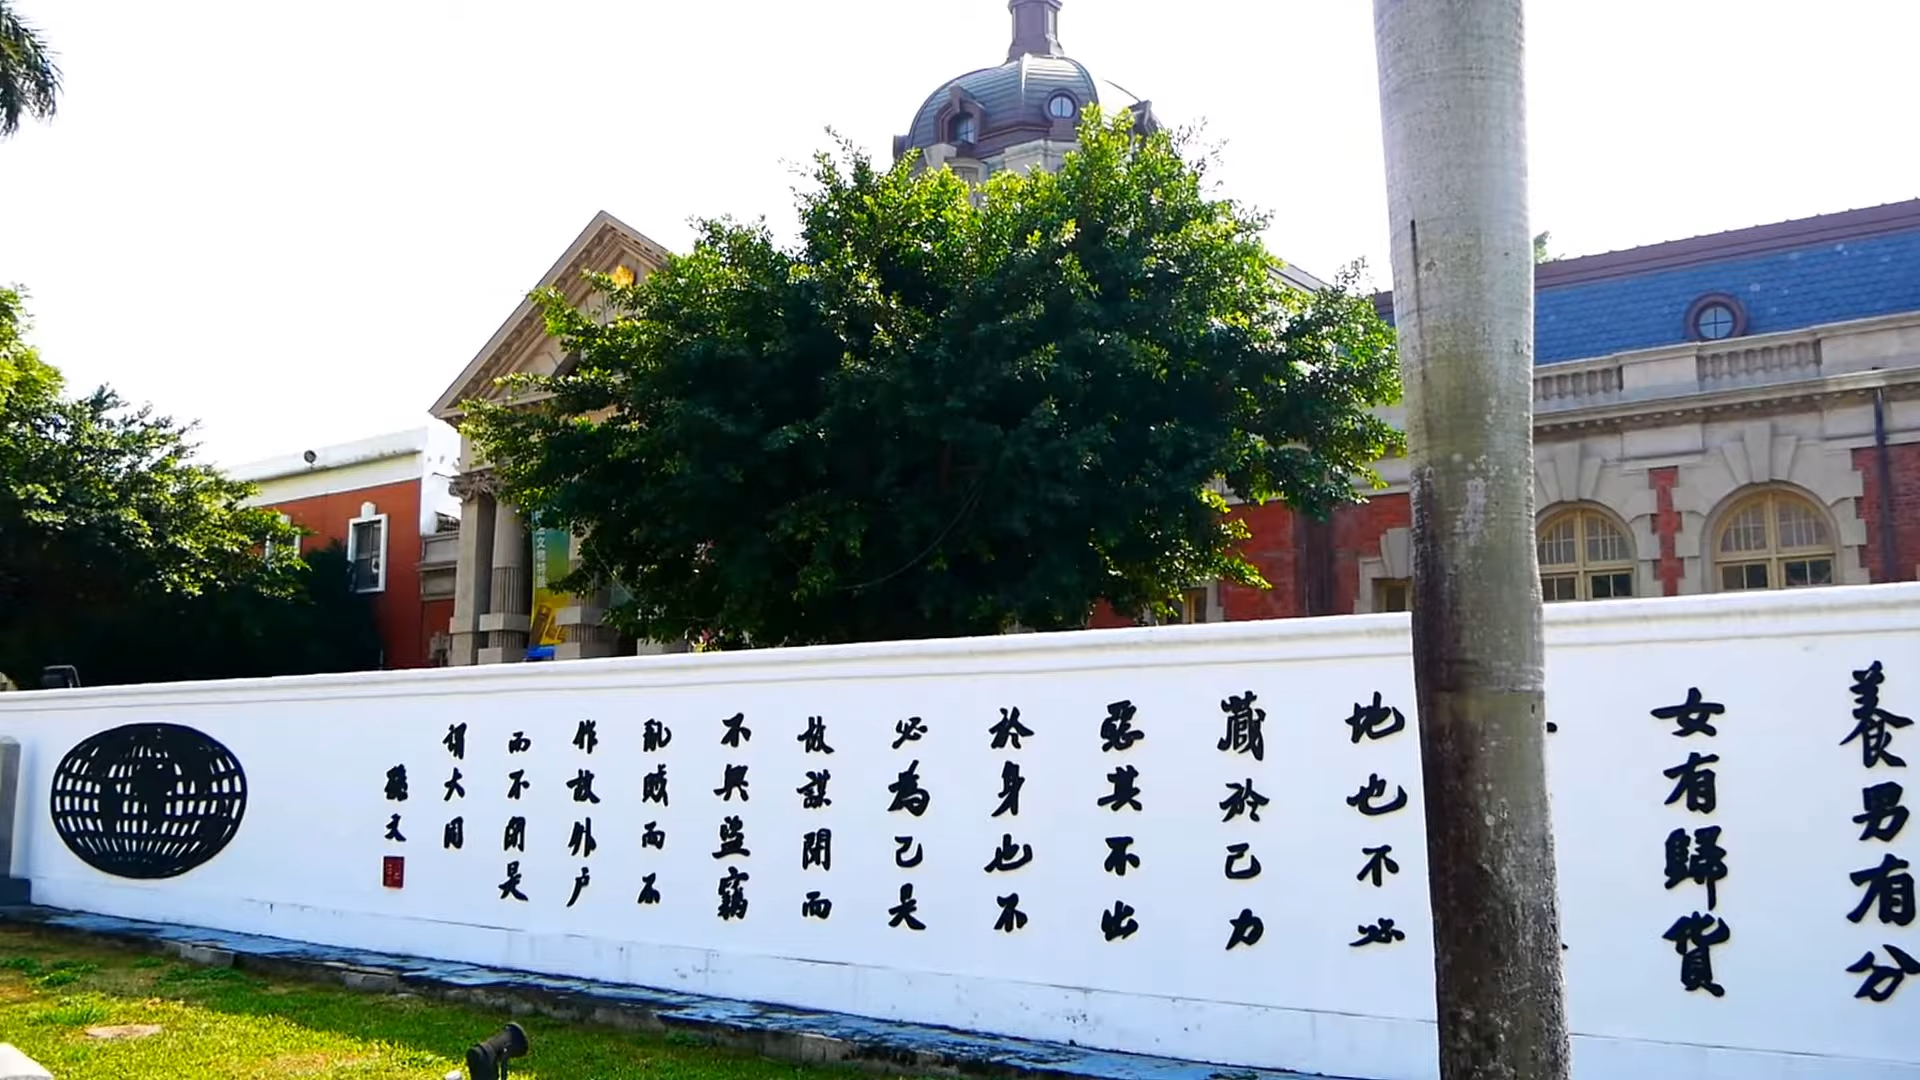 養男有分
女有歸貨
地也不必
藏於己力
惡其不出
於身也不
必為己是
故謀閉而
不興盜竊
亂賊而不
作故外戶
而不閉是
謂大同
孫文